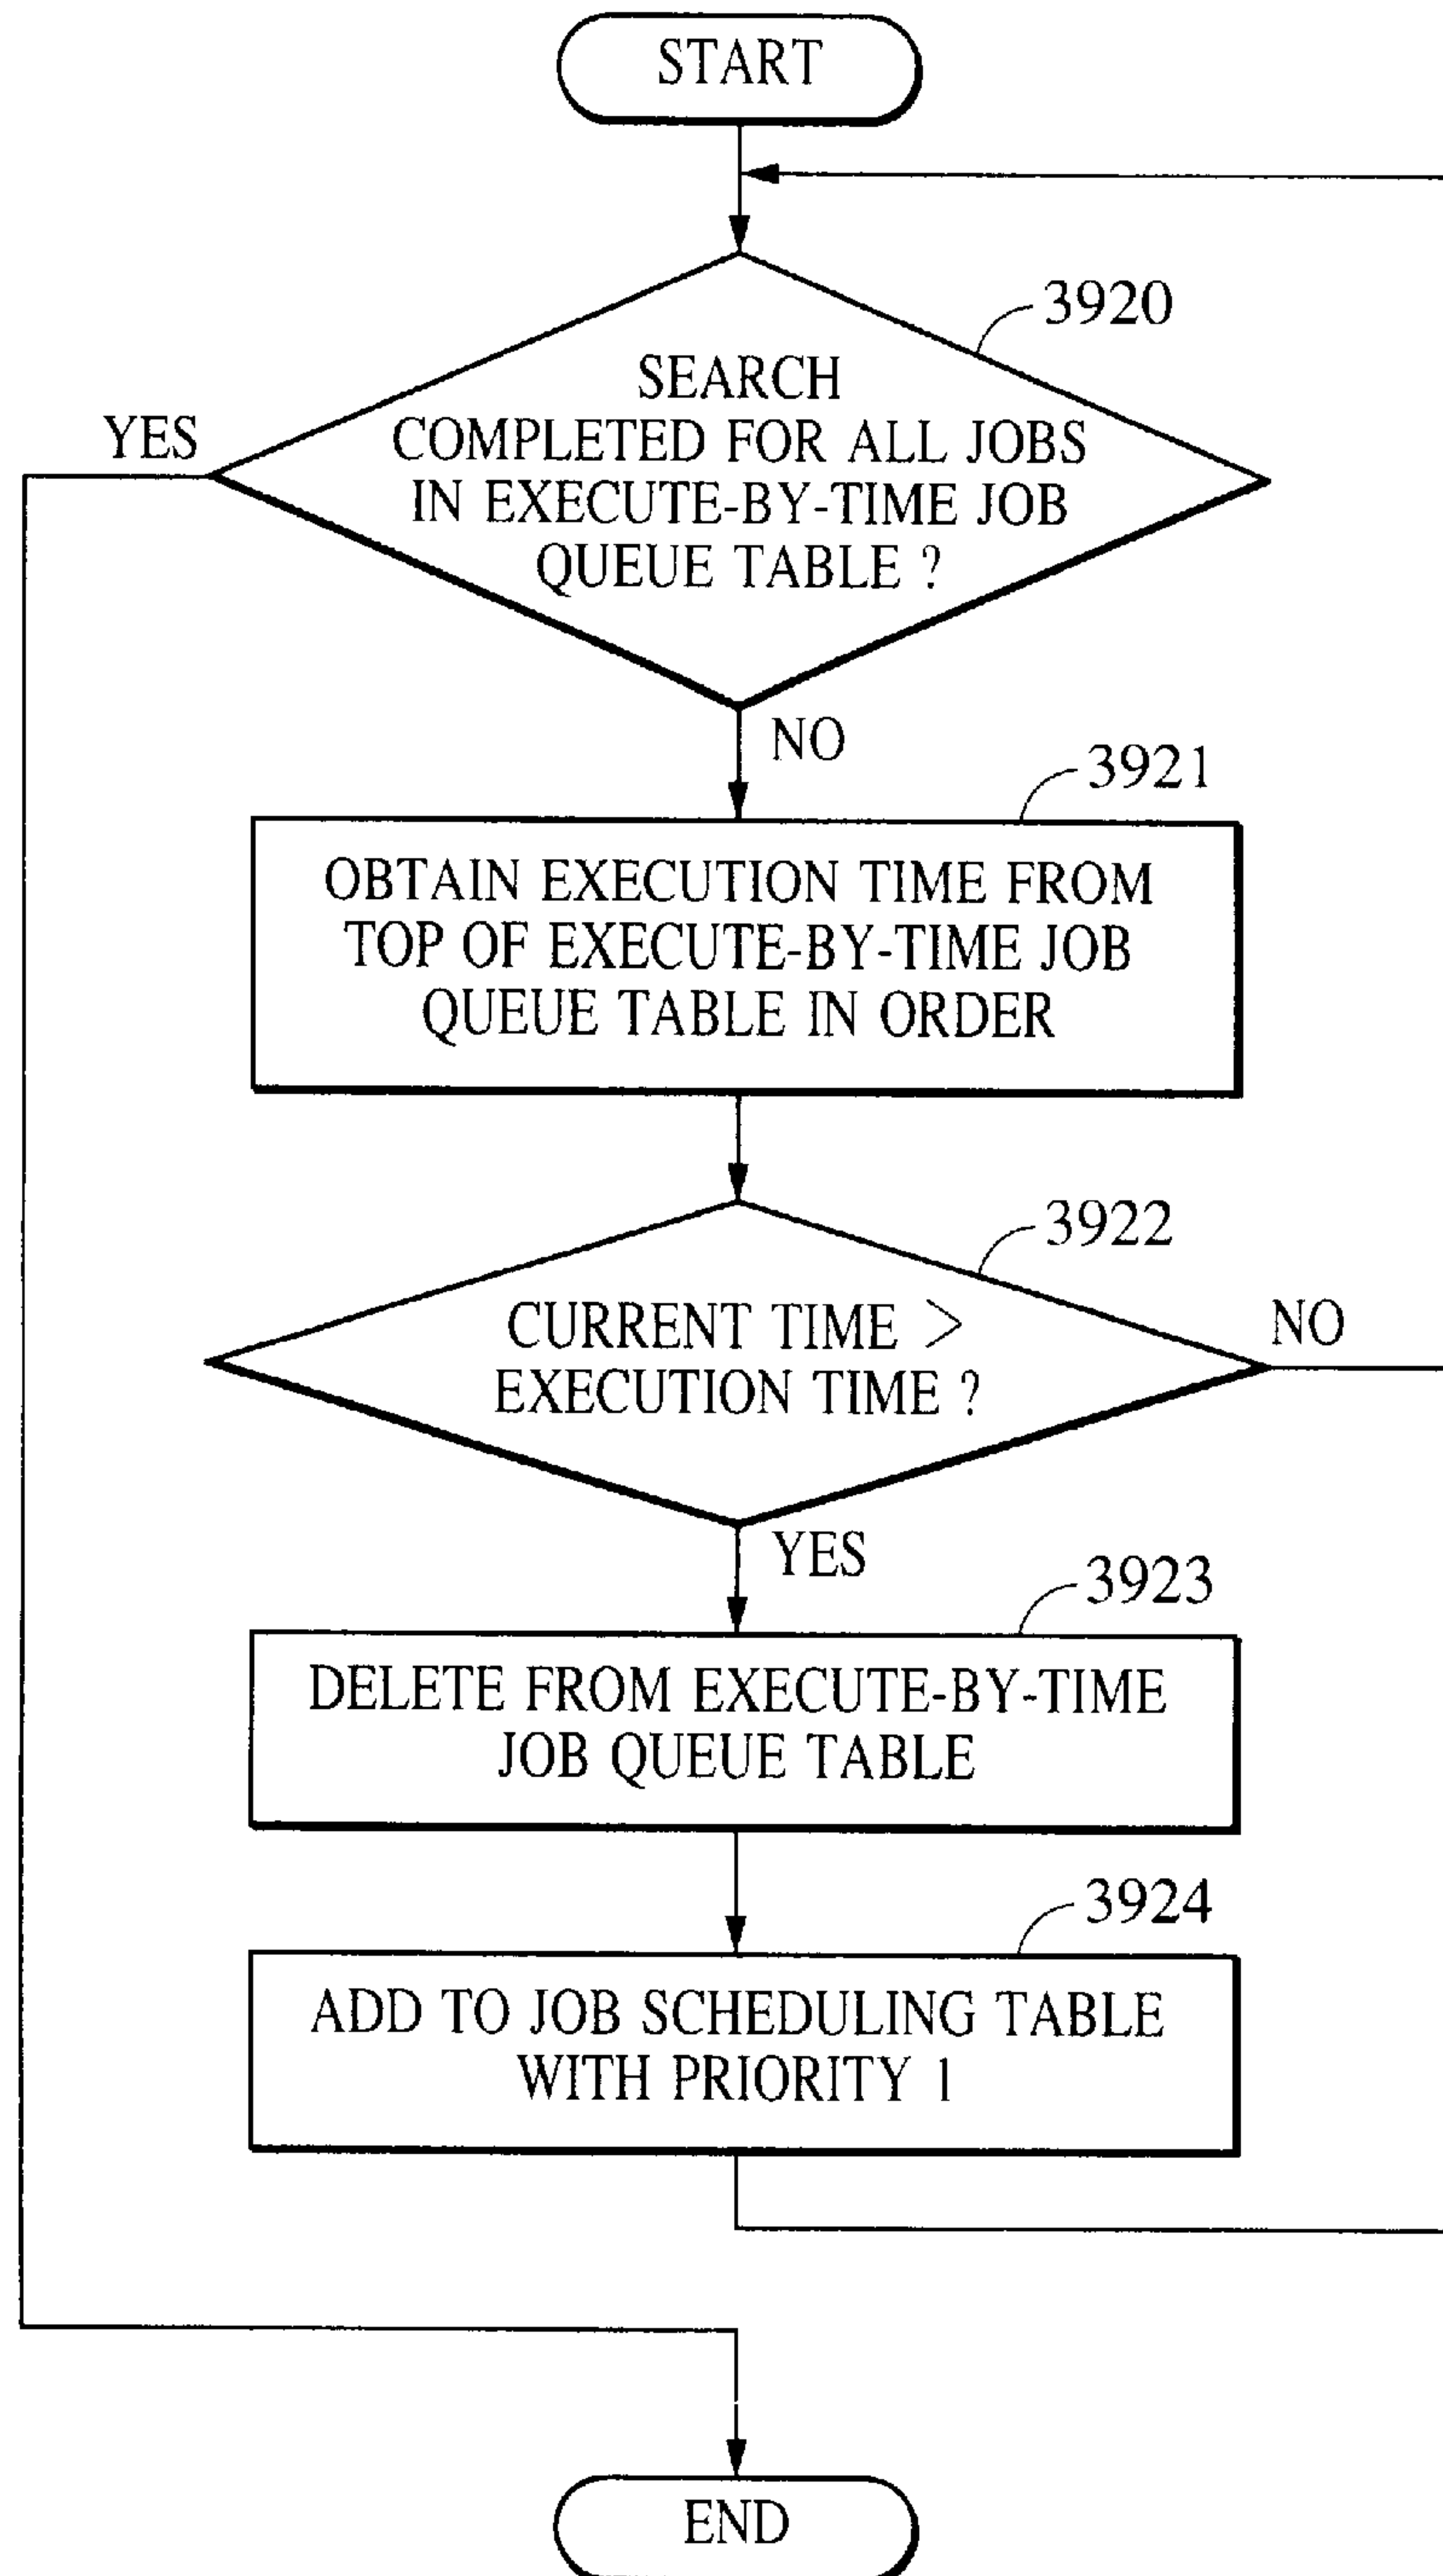 START
3920
SEARCH
COMPLETED FOR ALL JOBS
IN EXECUTE-BY-TIME JOB
QUEUE TABLE ?
YES
NO
3921
OBTAIN EXECUTION TIME FROM
TOP OF EXECUTE-BY-TIME JOB
QUEUE TABLE IN ORDER
3922
CURRENT TIME >
EXECUTION TIME ?
NO
YES
3923
DELETE FROM EXECUTE-BY-TIME
JOB QUEUE TABLE
3924
ADD TO JOB SCHEDULING TABLE
WITH PRIORITY 1
END